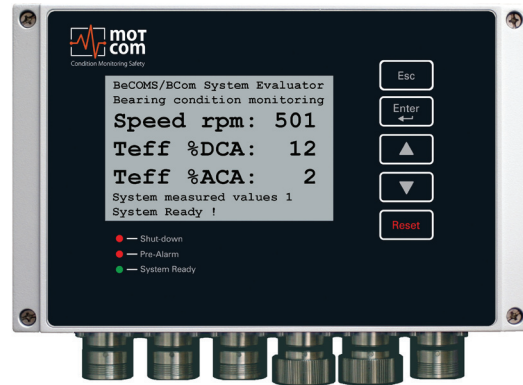 мот
com
Condition Monitoring Safety
BeCOMS/BCom System Evaluator
Bearing condition monitoring
Speed rpm: 501
Teff %DCA: 12
Teff %ACA: 2
System measured values 1
System Ready !
Shut-down
Pre-Alarm
System Ready
Esc
Enter
Reset